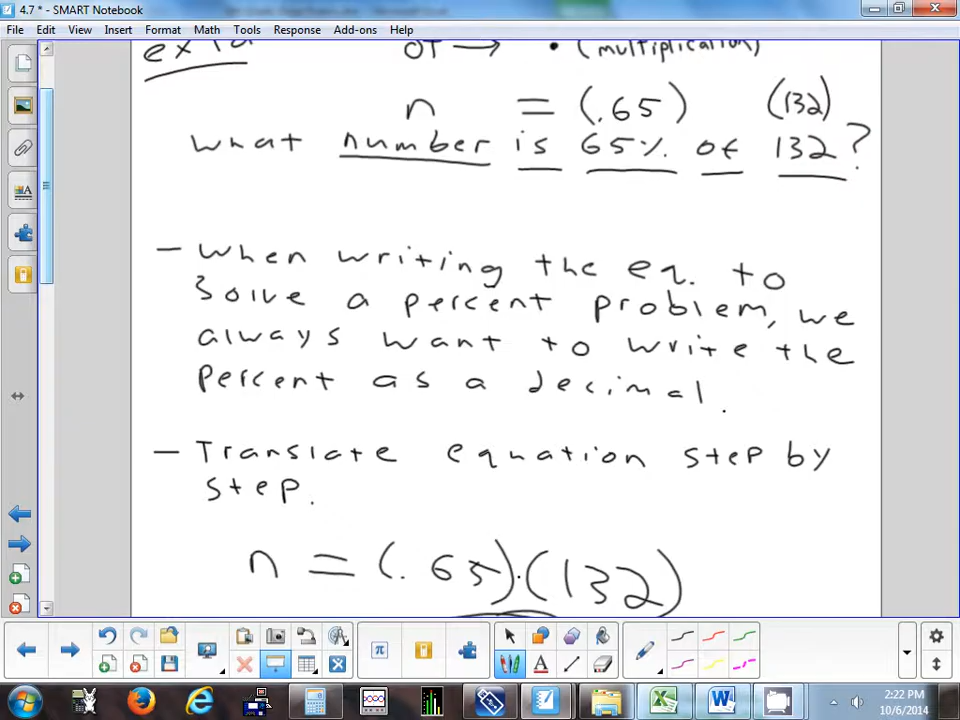 4.7 * - SMART Notebook
File Edit View Insert Format Math Tools Response Add-ons Help
of → • (multiplication)
n = (.65) (132)
what number is 65% of 132?
- when writing the eq. to
solve a percent problem, we
always want to write the
percent as a decimal.
- Translate equation step by
step.
n = (.65)·(132)
2:22 PM
10/6/2014